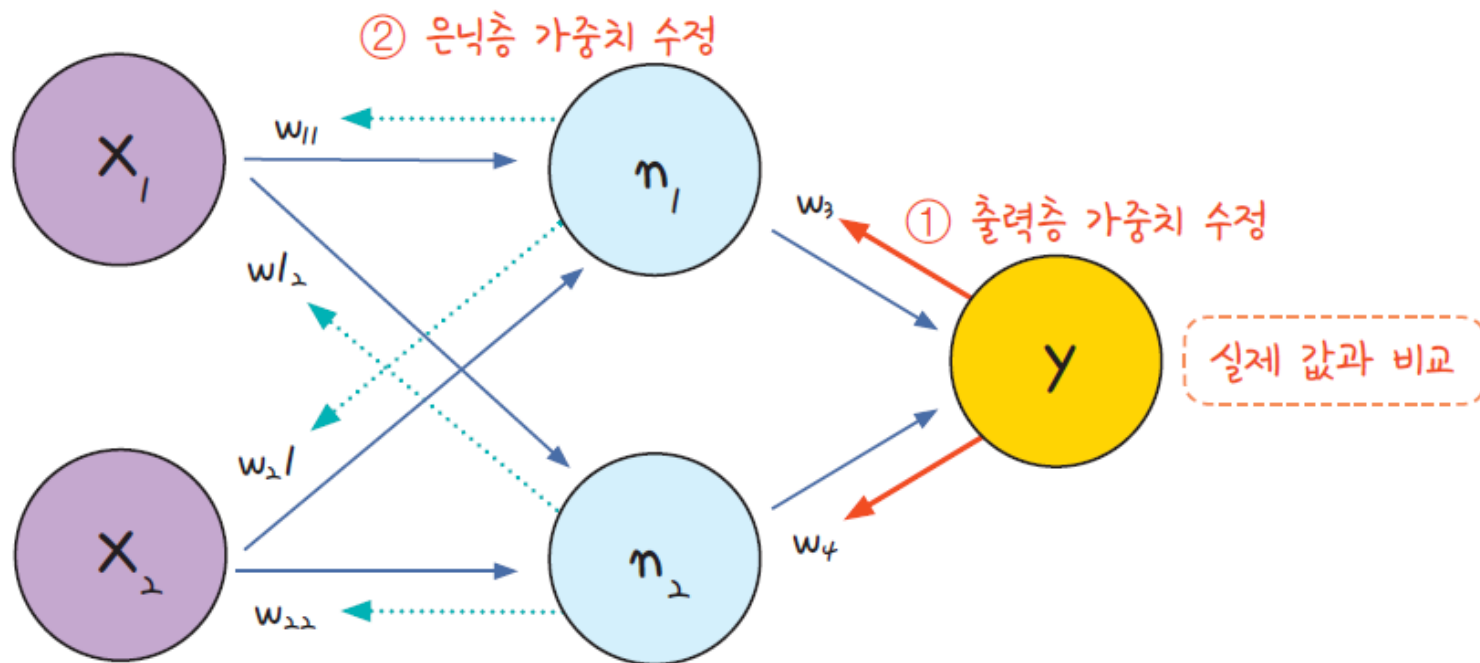 ② 은닉층 가중치 수정
x₁
w₁₁
n₁
w₃
① 출력층 가중치 수정
w1₂
y
실제 값과 비교
w₂1
x₂
n₂
w₄
w₂₂